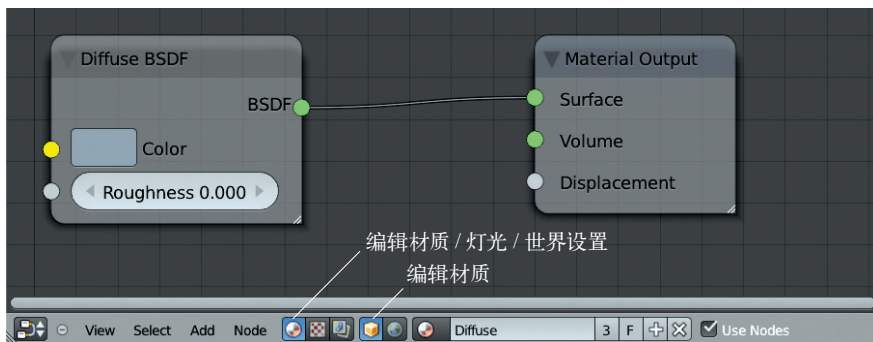 Diffuse BSDF
BSDF
Color
Roughness 0.000
Material Output
Surface
Volume
Displacement
编辑材质 / 灯光 / 世界设置
编辑材质
View Select Add Node Diffuse 3 F Use Nodes